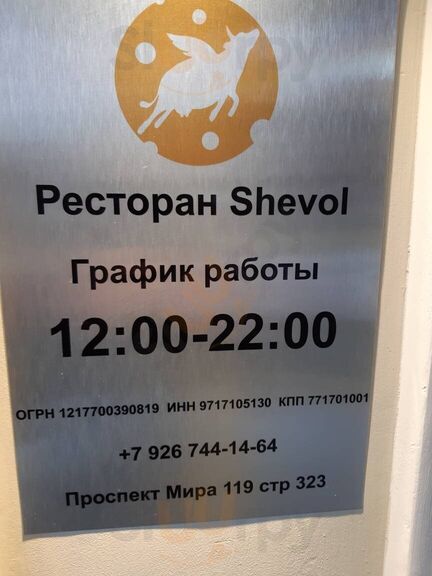 Ресторан Shevol
График работы
12:00-22:00
ОГРН 1217700390819 ИНН 9717105130 КПП 771701001
+7 926 744-14-64
Проспект Мира 119 стр 323